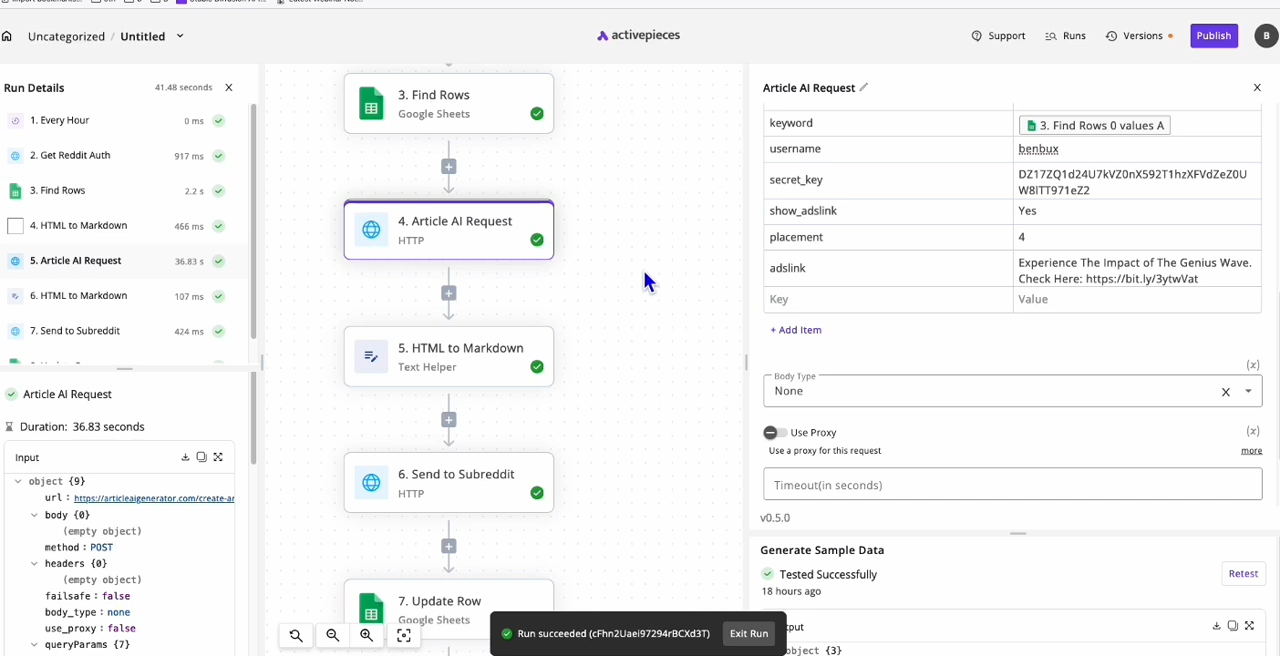 Uncategorized / Untitled
activepieces
Support
Runs
Versions
Publish
B
Run Details
41.48 seconds
1. Every Hour
0 ms
2. Get Reddit Auth
917 ms
3. Find Rows
2.2 s
4. HTML to Markdown
466 ms
5. Article AI Request
36.83 s
6. HTML to Markdown
107 ms
7. Send to Subreddit
424 ms
Article AI Request
Duration: 36.83 seconds
Input
object {9}
url : https://articleaigenerator.com/create-ar
body {0}
(empty object)
method : POST
headers {0}
(empty object)
failsafe : false
body_type : none
use_proxy : false
queryParams {7}
3. Find Rows
Google Sheets
4. Article AI Request
HTTP
5. HTML to Markdown
Text Helper
6. Send to Subreddit
HTTP
7. Update Row
Google Sheets
Run succeeded (cFhn2Uaei97294rBCXd3T)
Exit Run
Article AI Request
keyword
3. Find Rows 0 values A
username
benbux
secret_key
DZ17ZQ1d24U7kVZ0nX592T1hzXFVdZeZ0U
W8ITT971eZ2
show_adslink
Yes
placement
4
adslink
Experience The Impact of The Genius Wave.
Check Here: https://bit.ly/3ytwVat
Key
Value
+ Add Item
(x)
Body Type
None
Use Proxy
(x)
Use a proxy for this request
more
Timeout(in seconds)
v0.5.0
Generate Sample Data
Tested Successfully
Retest
18 hours ago
object {3}